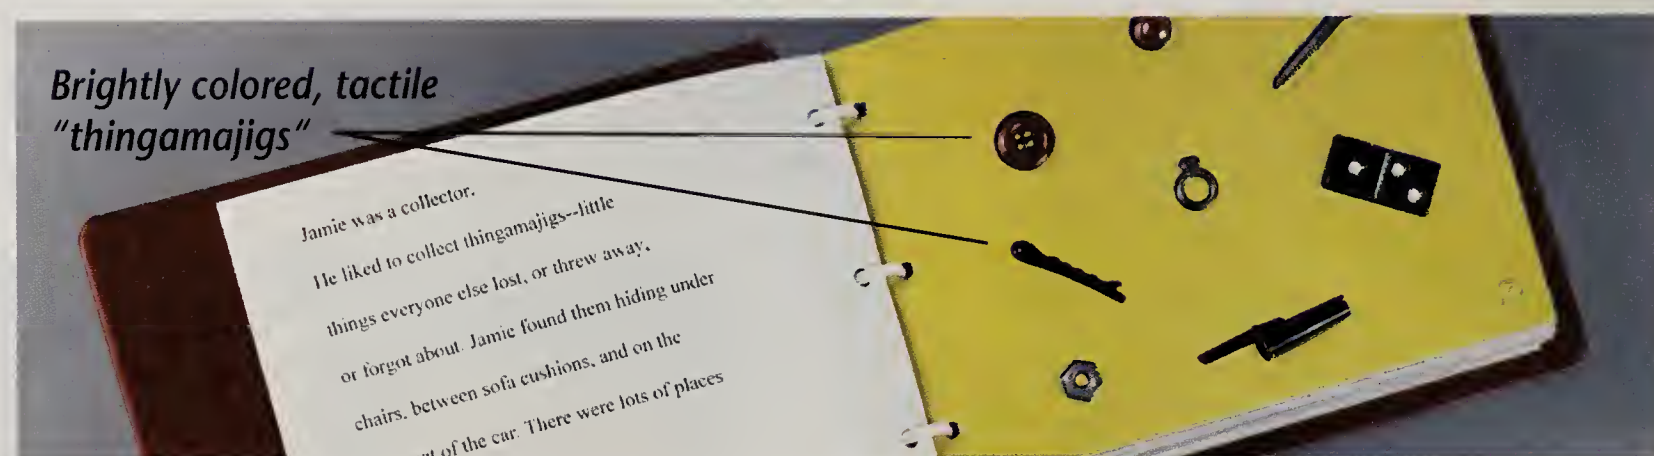 Brightly colored, tactile
"thingamajigs"
Jamie was a collector.
He liked to collect thingamajigs--little
things everyone else lost, or threw away,
or forgot about. Jamie found them hiding under
chairs, between sofa cushions, and on the
of the car. There were lots of places